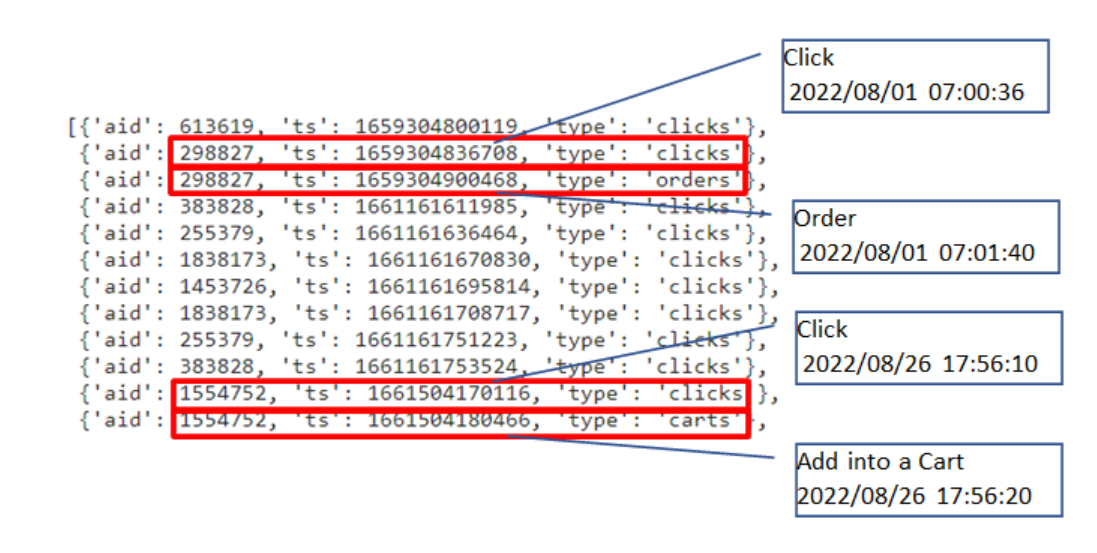 Click
2022/08/01 07:00:36
[{'aid': 613619, 'ts': 1659304800119, 'type': 'clicks'},
{'aid': 298827, 'ts': 1659304836708, 'type': 'clicks'},
{'aid': 298827, 'ts': 1659304900468, 'type': 'orders'},
{'aid': 383828, 'ts': 1661161611985, 'type': 'clicks'},
{'aid': 255379, 'ts': 1661161636464, 'type': 'clicks'},
{'aid': 1838173, 'ts': 1661161670830, 'type': 'clicks'},
{'aid': 1453726, 'ts': 1661161695814, 'type': 'clicks'},
{'aid': 1838173, 'ts': 1661161708717, 'type': 'clicks'},
{'aid': 255379, 'ts': 1661161751223, 'type': 'clicks'},
{'aid': 383828, 'ts': 1661161753524, 'type': 'clicks'},
{'aid': 1554752, 'ts': 1661504170116, 'type': 'clicks'},
{'aid': 1554752, 'ts': 1661504180466, 'type': 'carts'},
Order
2022/08/01 07:01:40
Click
2022/08/26 17:56:10
Add into a Cart
2022/08/26 17:56:20